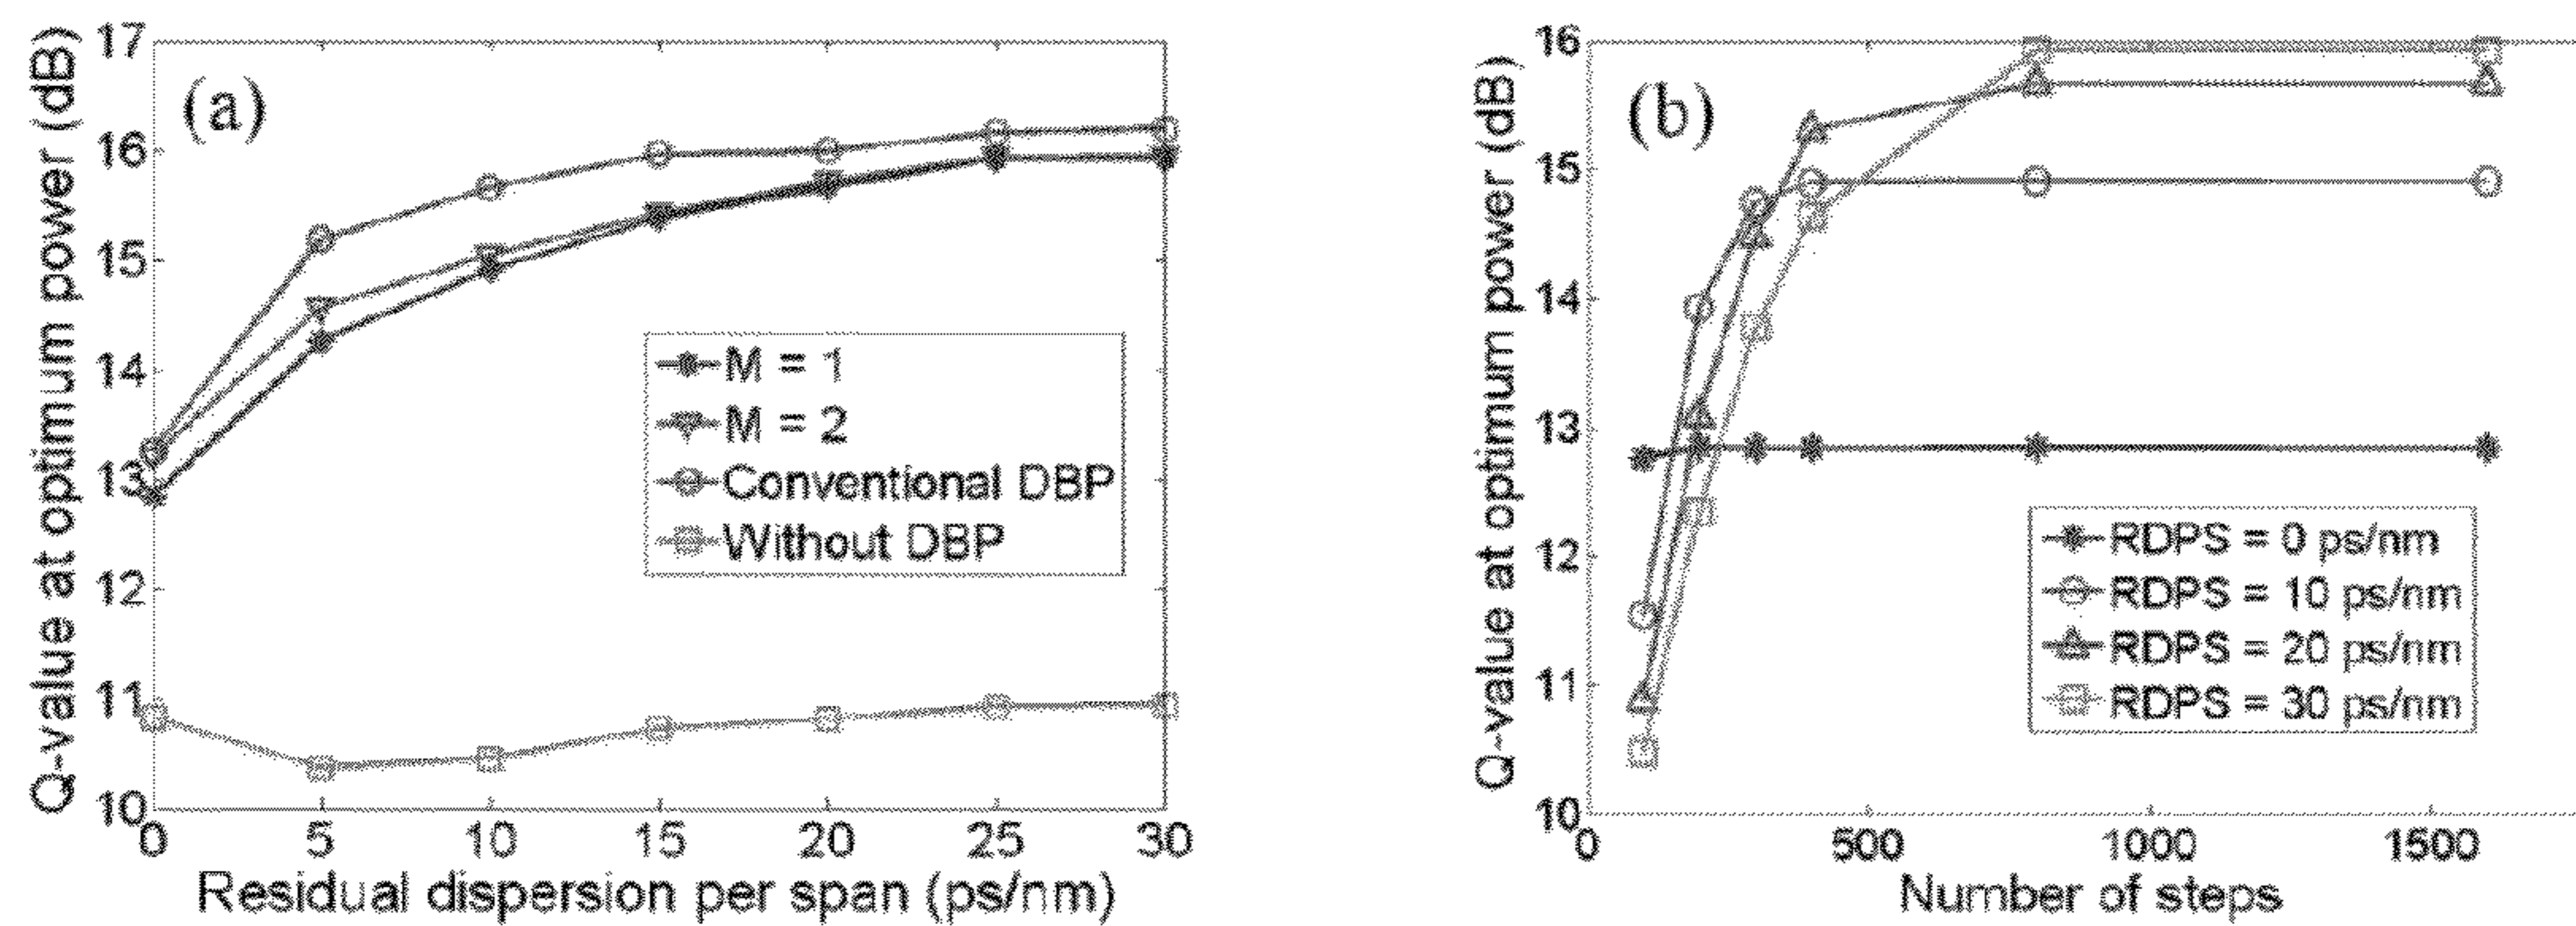 Q-value at optimum power (dB)
17
16
15
14
13
12
11
10
(a)
M = 1
M = 2
Conventional DBP
Without DBP
0 5 10 15 20 25 30
Residual dispersion per span (ps/nm)
Q-value at optimum power (dB)
16
15
14
13
12
11
10
(b)
RDPS = 0 ps/nm
RDPS = 10 ps/nm
RDPS = 20 ps/nm
RDPS = 30 ps/nm
0 500 1000 1500
Number of steps